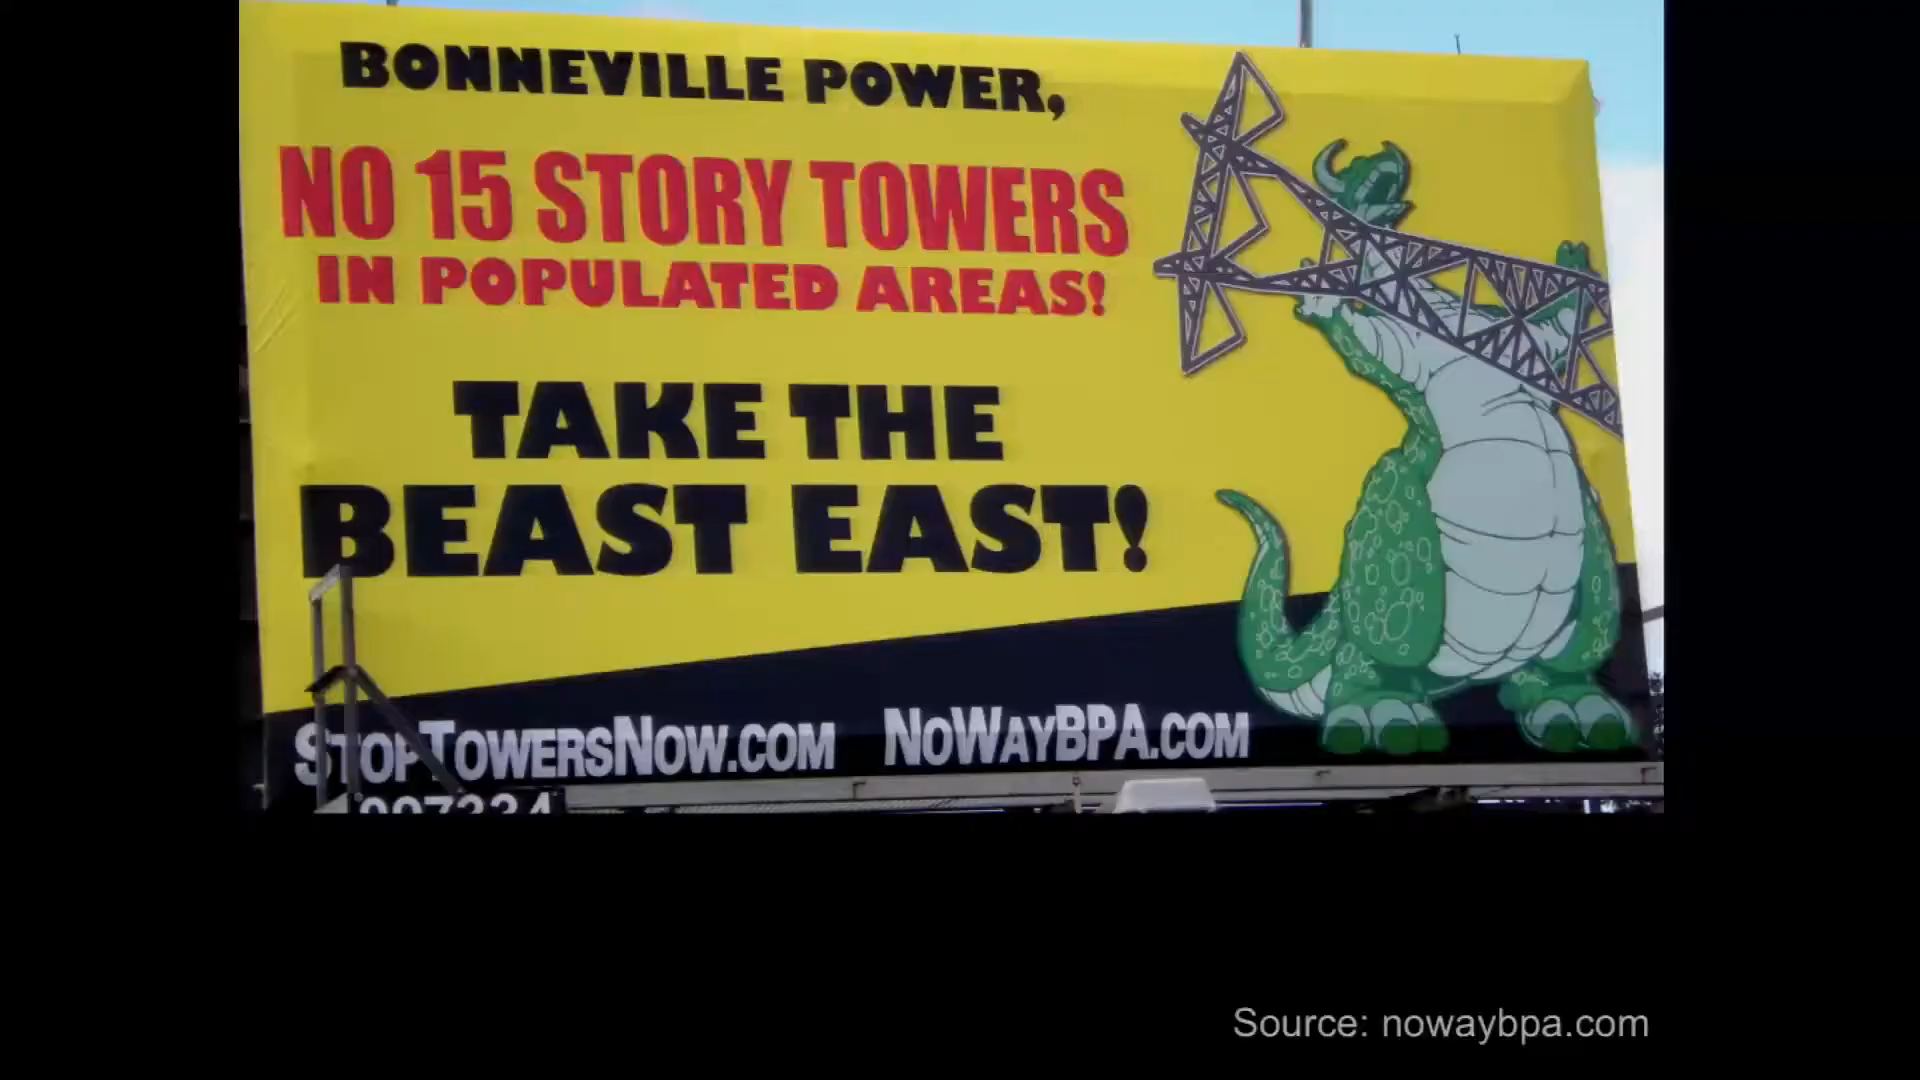 BONNEVILLE POWER,
NO 15 STORY TOWERS
IN POPULATED AREAS!
TAKE THE
BEAST EAST!
STOPTOWERSNOW.COM NOWAYBPA.COM
Source: nowaybpa.com